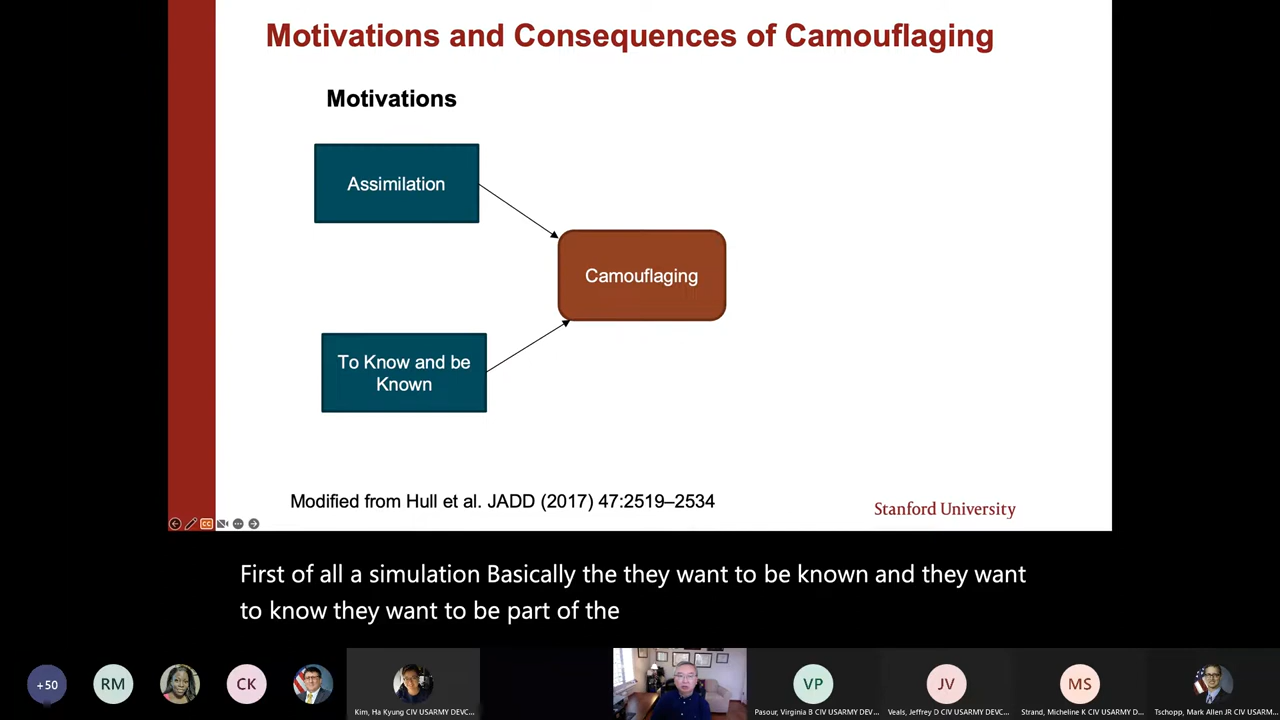 Motivations and Consequences of Camouflaging
Motivations
Assimilation
Camouflaging
To Know and be
Known
Modified from Hull et al. JADD (2017) 47:2519–2534
Stanford University
CC
First of all a simulation Basically the they want to be known and they want
to know they want to be part of the
+50
RM
CK
VP
JV
MS
Kim, Ha Kyung CIV USARMY DEVC...
Pasour, Virginia B CIV USARMY DEV...
Veals, Jeffrey D CIV USARMY DEVC...
Strand, Micheline K CIV USARMY D...
Tschopp, Mark Allen JR CIV USARM...